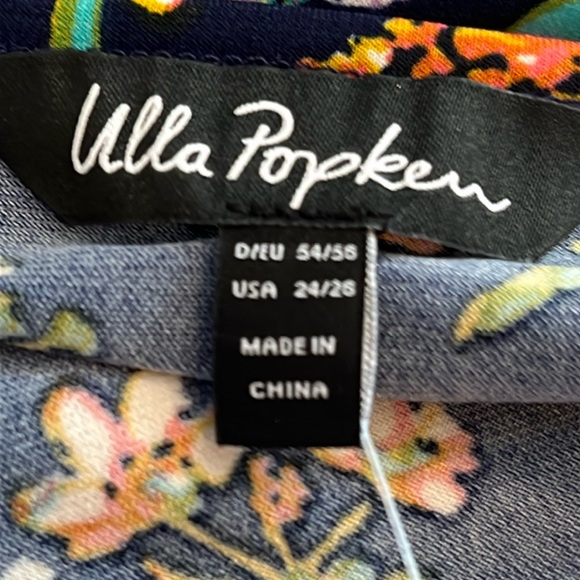 Ulla Popken
D/EU 54/56
USA 24/26
MADE IN
CHINA